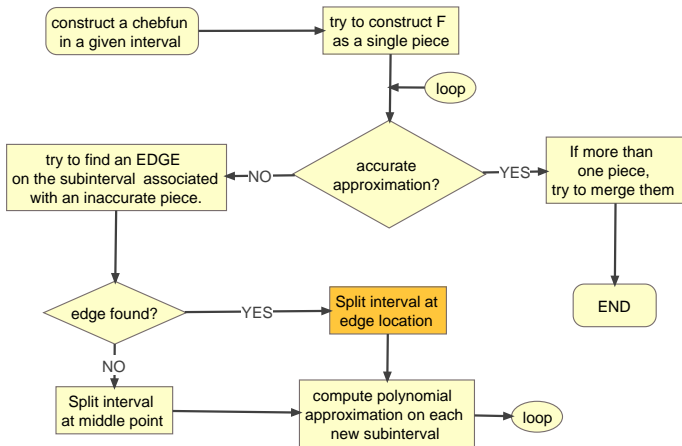 construct a chebfun
in a given interval
try to construct F
as a single piece
loop
accurate
approximation?
NO
YES
try to find an EDGE
on the subinterval associated
with an inaccurate piece.
If more than
one piece,
try to merge them
END
edge found?
YES
Split interval at
edge location
NO
Split interval
at middle point
compute polynomial
approximation on each
new subinterval
loop